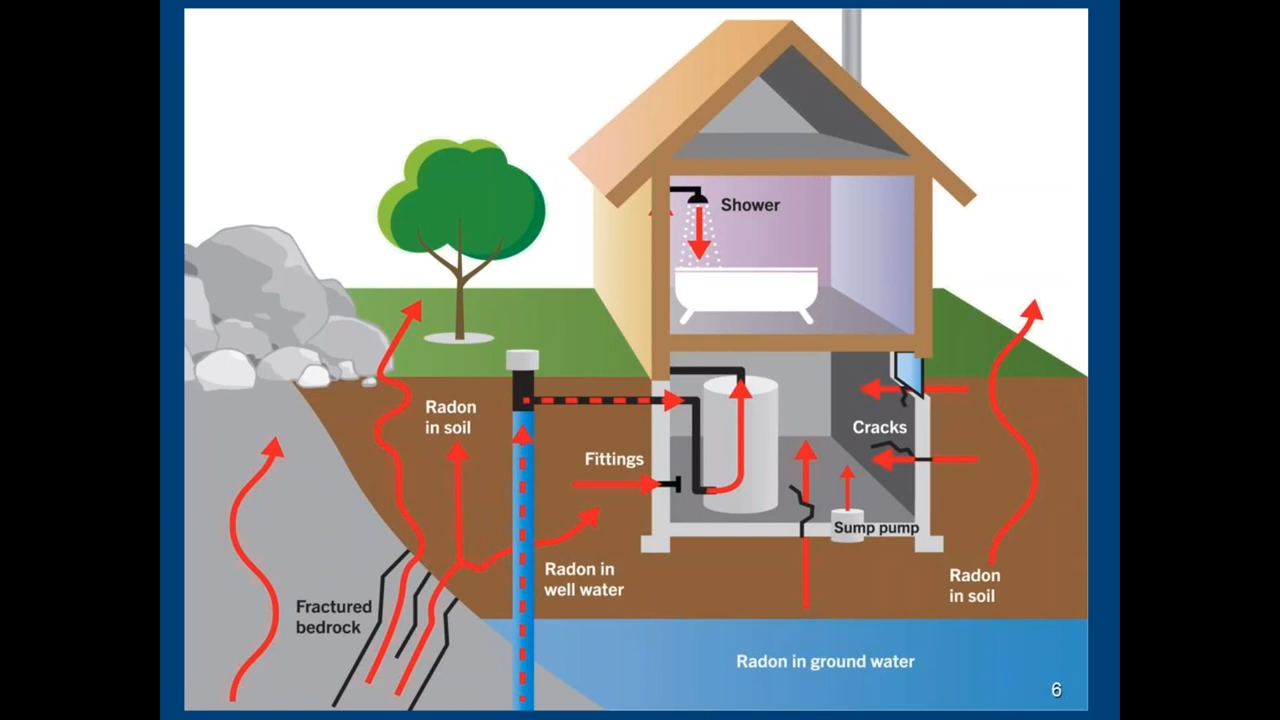 Shower
Radon
in soil
Cracks
Fittings
Sump pump
Radon in
well water
Radon
in soil
Fractured
bedrock
Radon in ground water
6